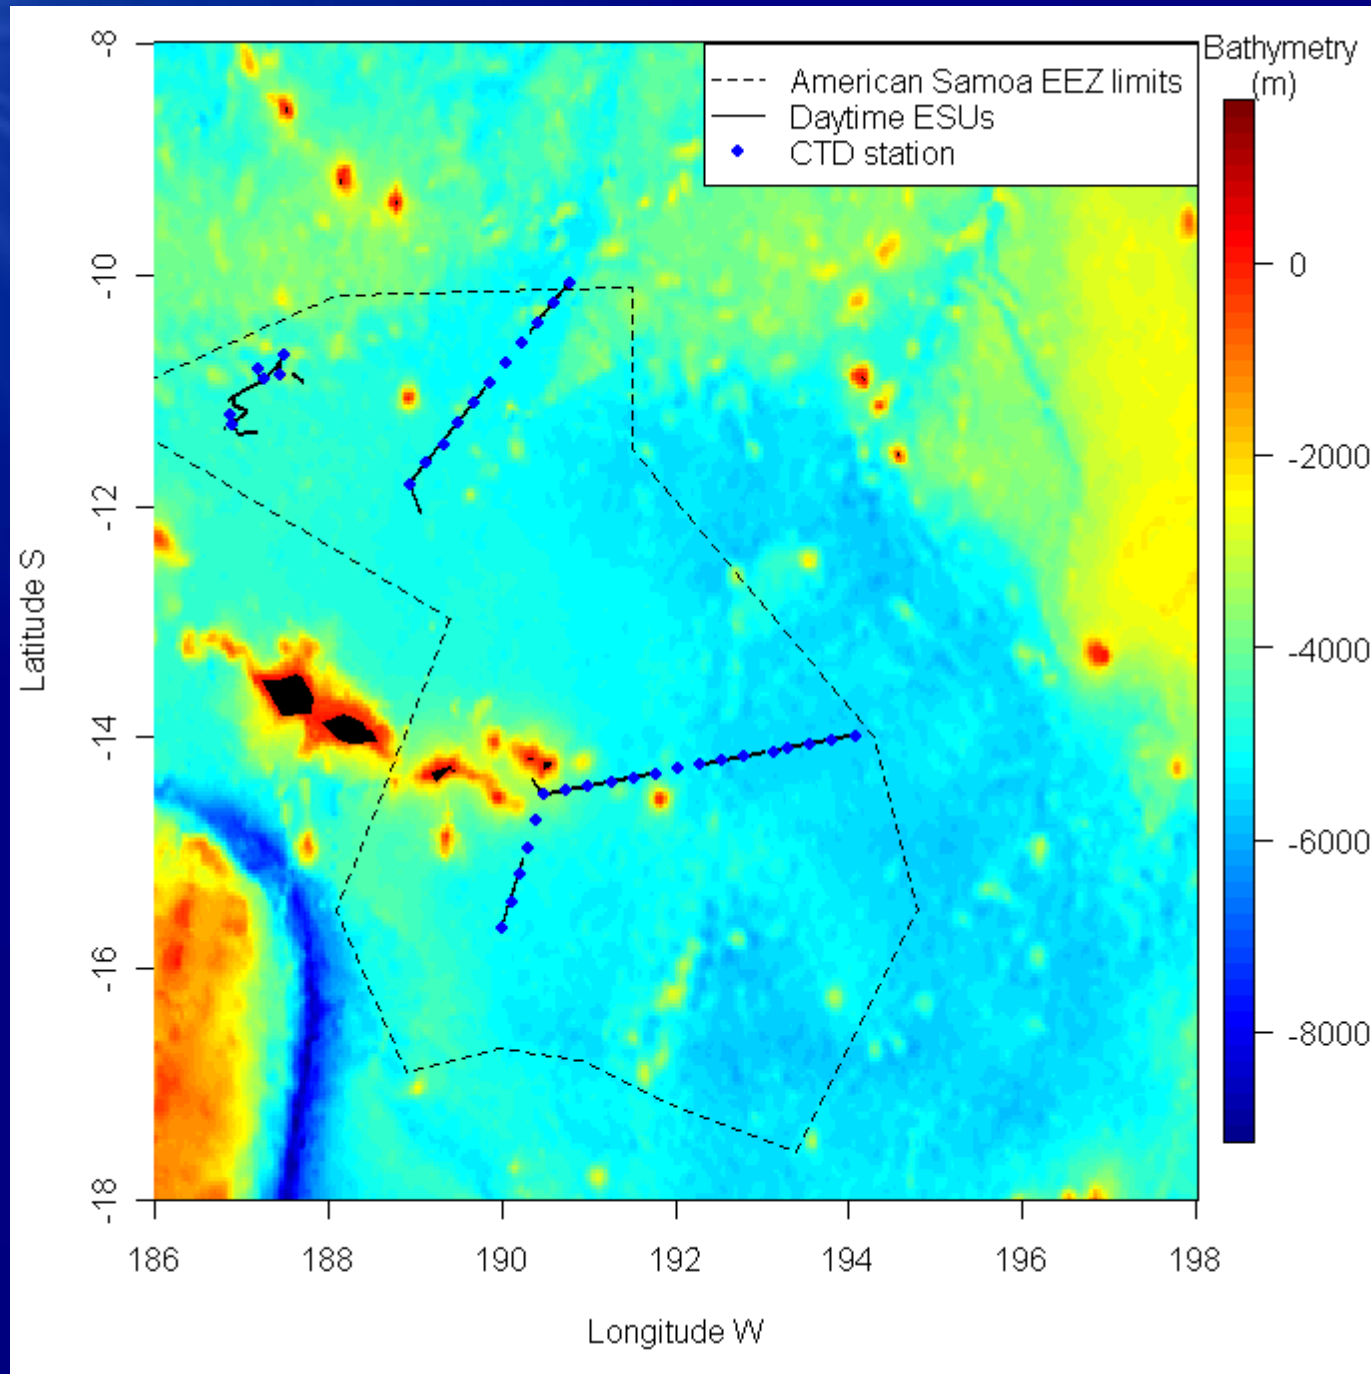 American Samoa EEZ limits
Daytime ESUs
CTD station
Bathymetry
(m)
0
-2000
-4000
-6000
-8000
-8
-10
-12
-14
-16
-18
Latitude S
186 188 190 192 194 196 198
Longitude W